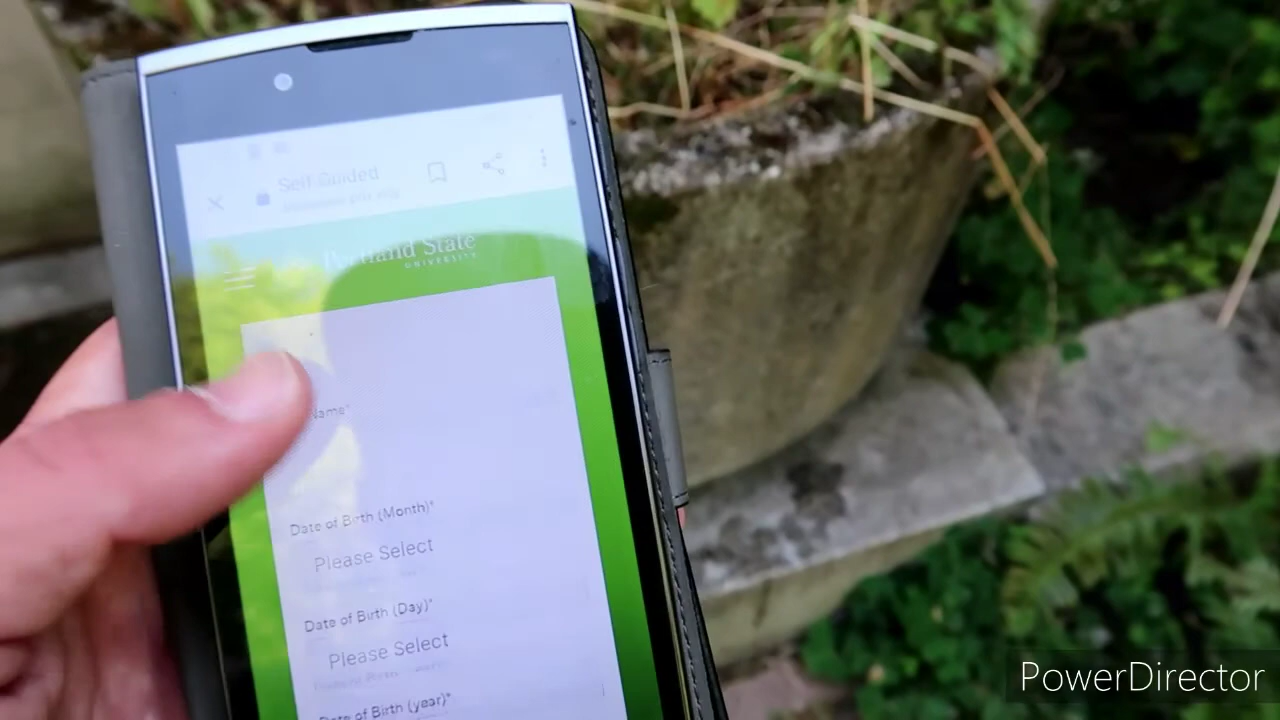 Self Guided
Portland State
UNIVERSITY
Name*
Date of Birth (Month)*
Please Select
Date of Birth (Day)*
Please Select
Date of Birth (year)*
PowerDirector